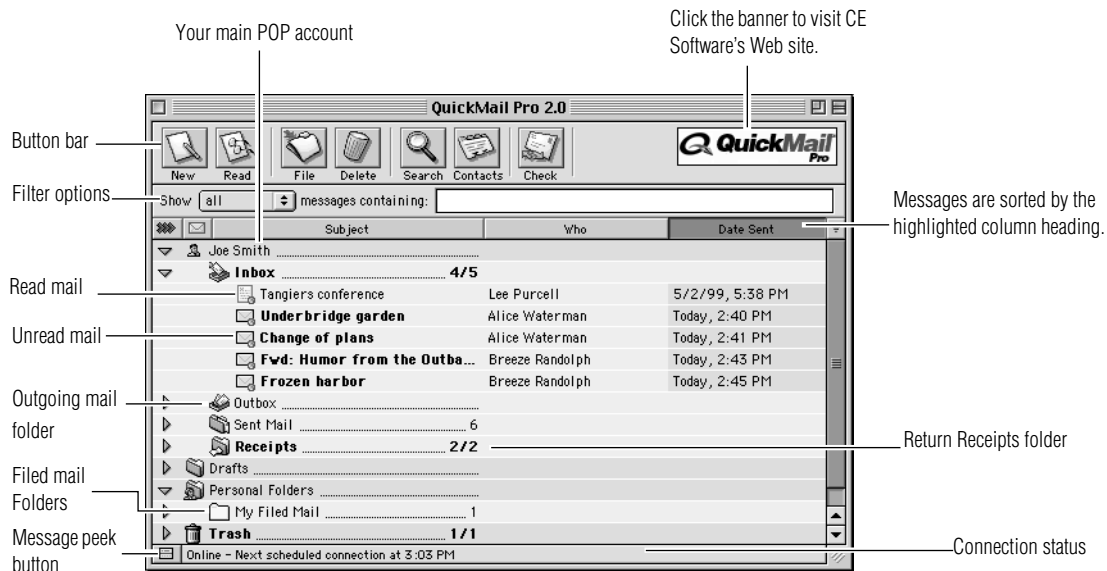 Your main POP account
Click the banner to visit CE
Software's Web site.
QuickMail Pro 2.0
Button bar
New Read File Delete Search Contacts Check
QuickMail
Pro
Filter options
Show all messages containing:
Messages are sorted by the
highlighted column heading.
Subject Who Date Sent
Joe Smith
Inbox 4/5
Read mail
Tangiers conference Lee Purcell 5/2/99, 5:38 PM
Underbridge garden Alice Waterman Today, 2:40 PM
Unread mail
Change of plans Alice Waterman Today, 2:41 PM
Fwd: Humor from the Outba... Breeze Randolph Today, 2:43 PM
Frozen harbor Breeze Randolph Today, 2:45 PM
Outgoing mail
folder
Outbox
Sent Mail 6
Receipts 2/2
Return Receipts folder
Drafts
Filed mail
Folders
Personal Folders
My Filed Mail 1
Trash 1/1
Message peek
button
Online - Next scheduled connection at 3:03 PM
Connection status